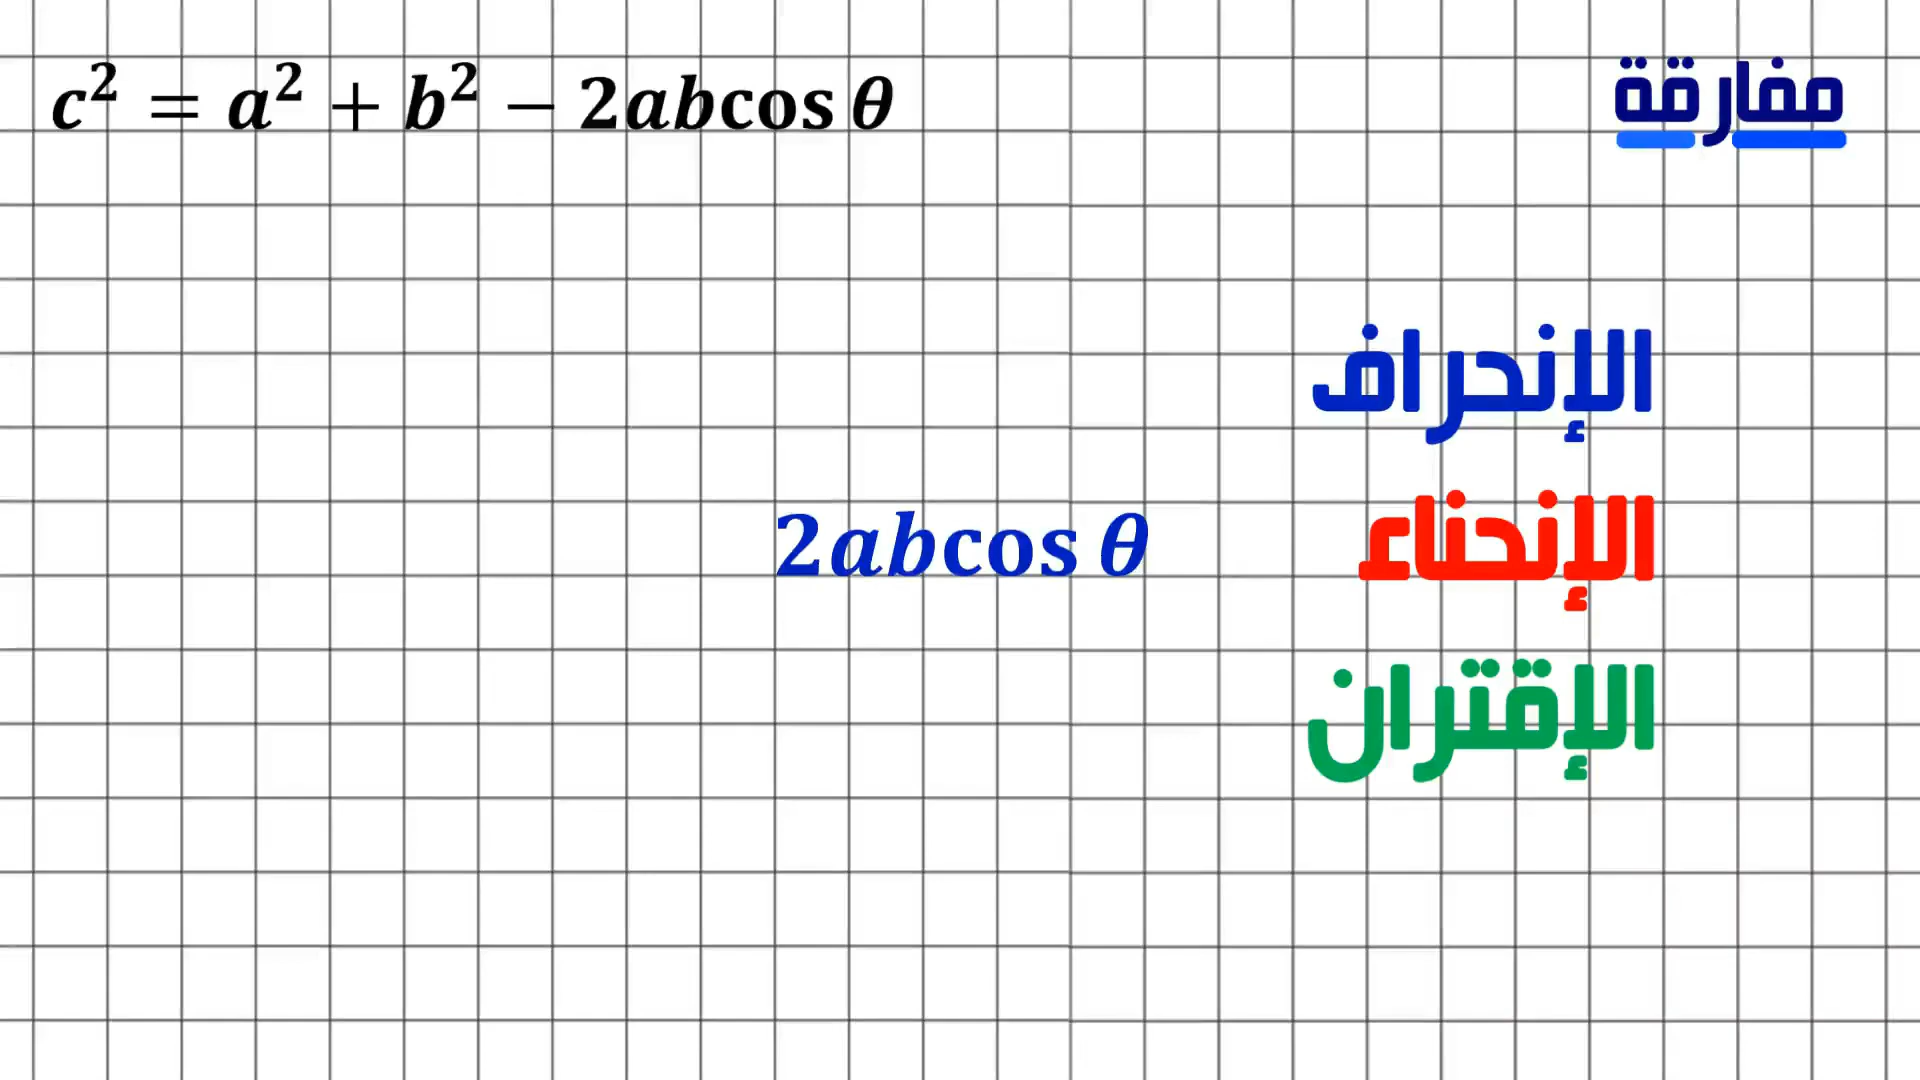 c² = a² + b² − 2abcos θ
مفارقة
الإنحراف
2abcos θ
الإنحناء
الإقتران